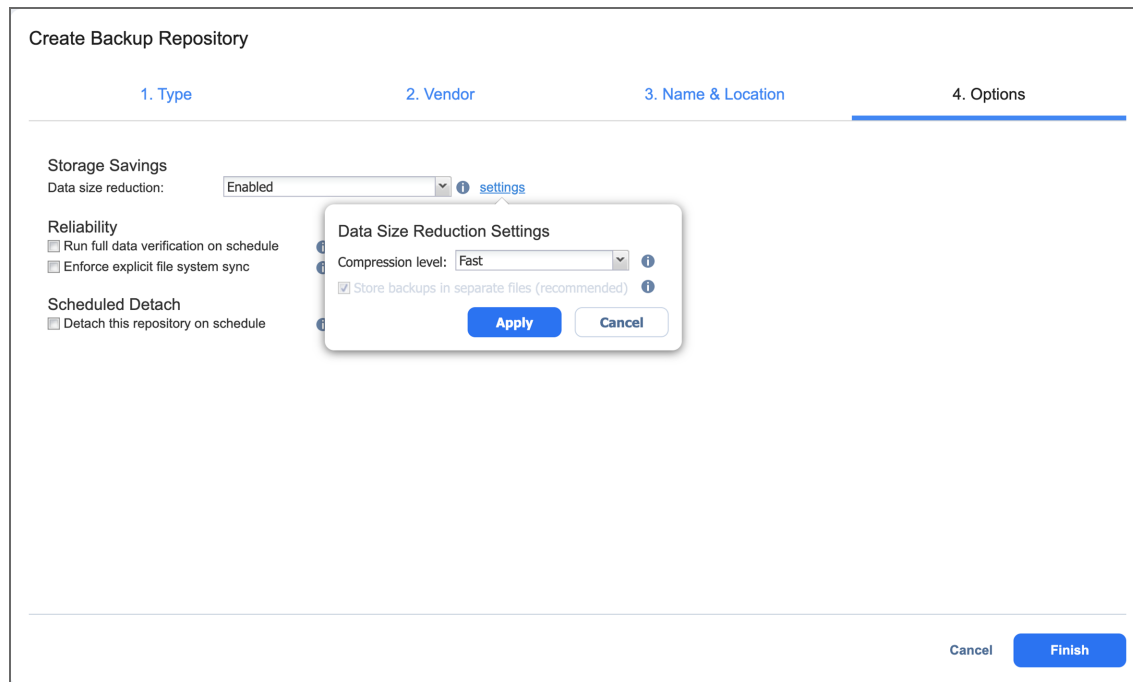 Create Backup Repository
1. Type
2. Vendor
3. Name & Location
4. Options
Storage Savings
Data size reduction: Enabled settings
Reliability
Run full data verification on schedule
Enforce explicit file system sync
Scheduled Detach
Detach this repository on schedule
Data Size Reduction Settings
Compression level: Fast
Store backups in separate files (recommended)
Apply Cancel
Cancel Finish